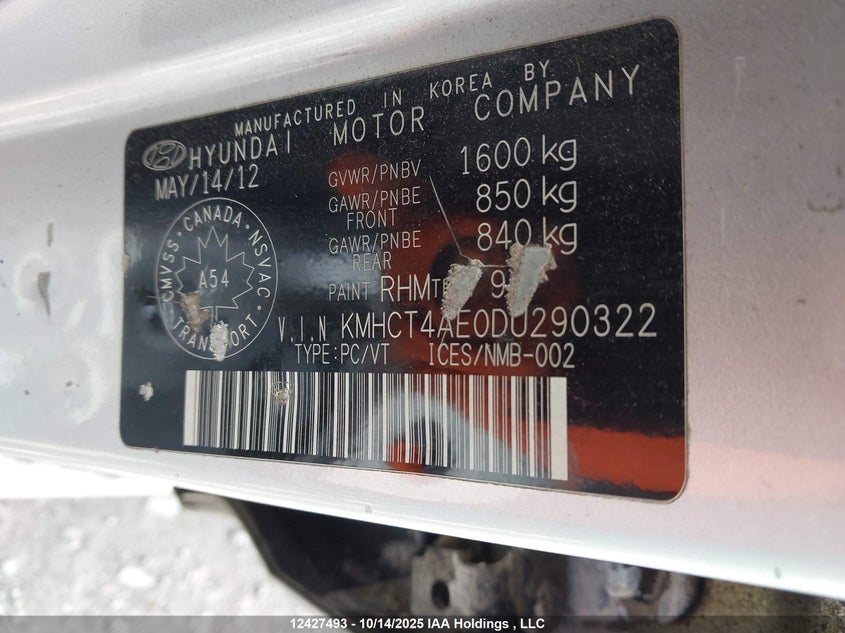 MANUFACTURED IN KOREA BY
HYUNDAI MOTOR COMPANY
MAY/14/12
GVWR/PNBV 1600 kg
GAWR/PNBE FRONT 850 kg
GAWR/PNBE REAR 840 kg
CMVSS • CANADA • NSVAC • TRANSPORT
A54
PAINT RHM 9
V.I.N KMHCT4AE0DU290322
TYPE:PC/VT ICES/NMB-002
12427493 - 10/14/2025 IAA Holdings , LLC